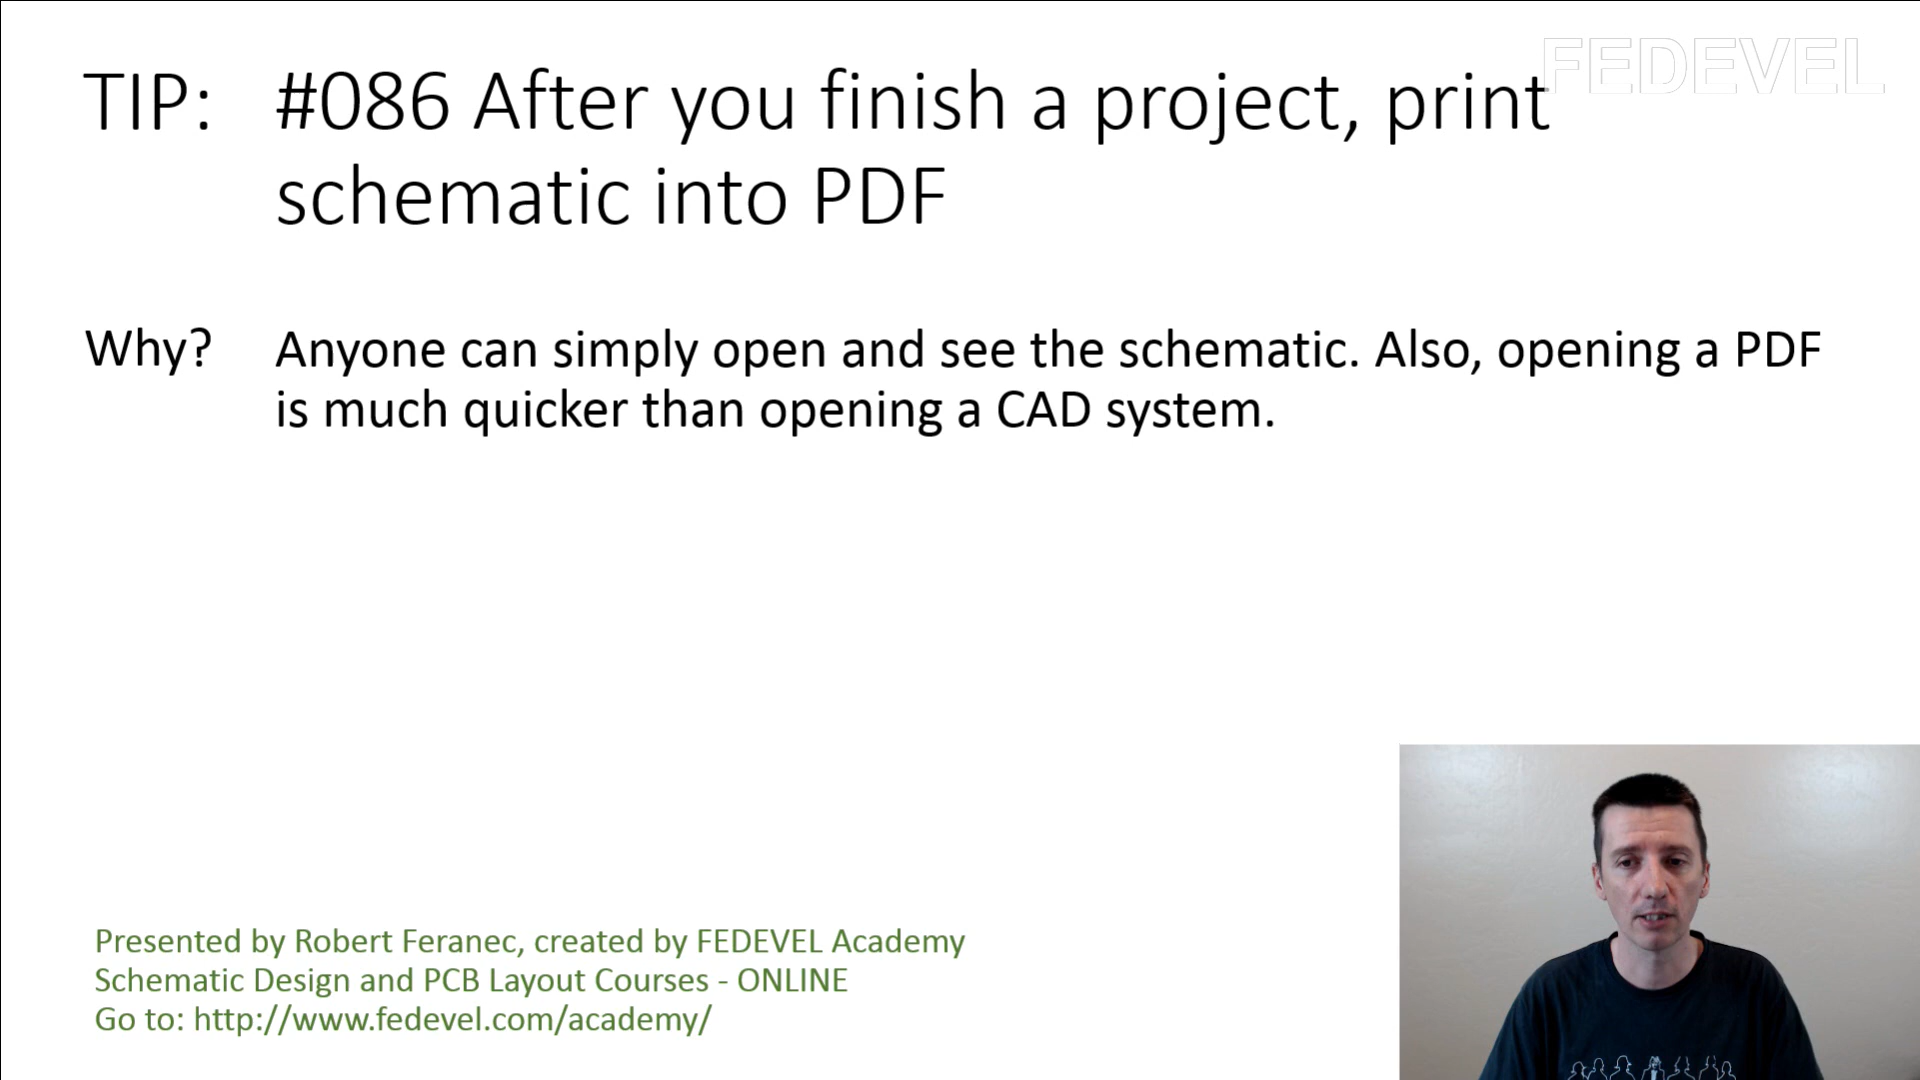 FEDEVEL
TIP: #086 After you finish a project, print
schematic into PDF
Why? Anyone can simply open and see the schematic. Also, opening a PDF
is much quicker than opening a CAD system.
Presented by Robert Feranec, created by FEDEVEL Academy
Schematic Design and PCB Layout Courses - ONLINE
Go to: http://www.fedevel.com/academy/